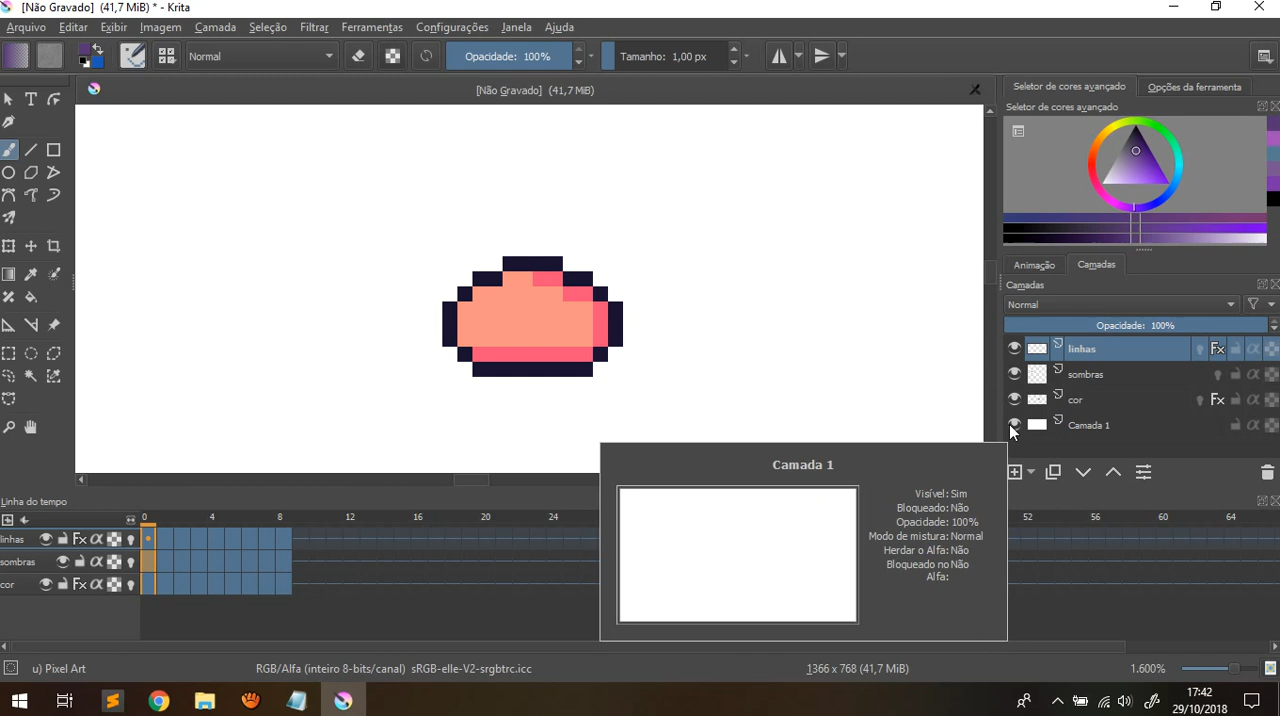 [Não Gravado] (41,7 MiB) * - Krita
Arquivo Editar Exibir Imagem Camada Seleção Filtrar Ferramentas Configurações Janela Ajuda
Normal Opacidade: 100% Tamanho: 1,00 px
[Não Gravado] (41,7 MiB)
Seletor de cores avançado Opções da ferramenta
Seletor de cores avançado
Animação Camadas
Camadas
Normal
Opacidade: 100%
linhas Fx
sombras
cor Fx
Camada 1
Camada 1
Visível: Sim
Bloqueado: Não
Opacidade: 100%
Modo de mistura: Normal
Herdar o Alfa: Não
Bloqueado no Não
Alfa:
Linha do tempo
0 4 8 12 16 20 24 52 56 60 64
linhas Fx
sombras
cor Fx
u) Pixel Art RGB/Alfa (inteiro 8-bits/canal) sRGB-elle-V2-srgbtrc.icc 1366 x 768 (41,7 MiB) 1.600%
17:42
29/10/2018